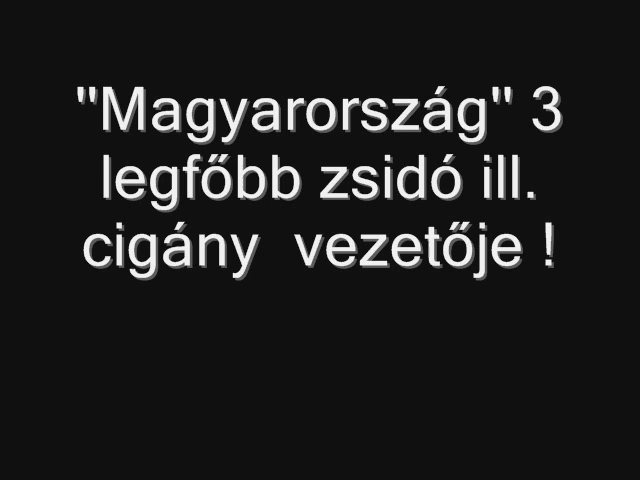 "Magyarország" 3
legfőbb zsidó ill.
cigány  vezetője !